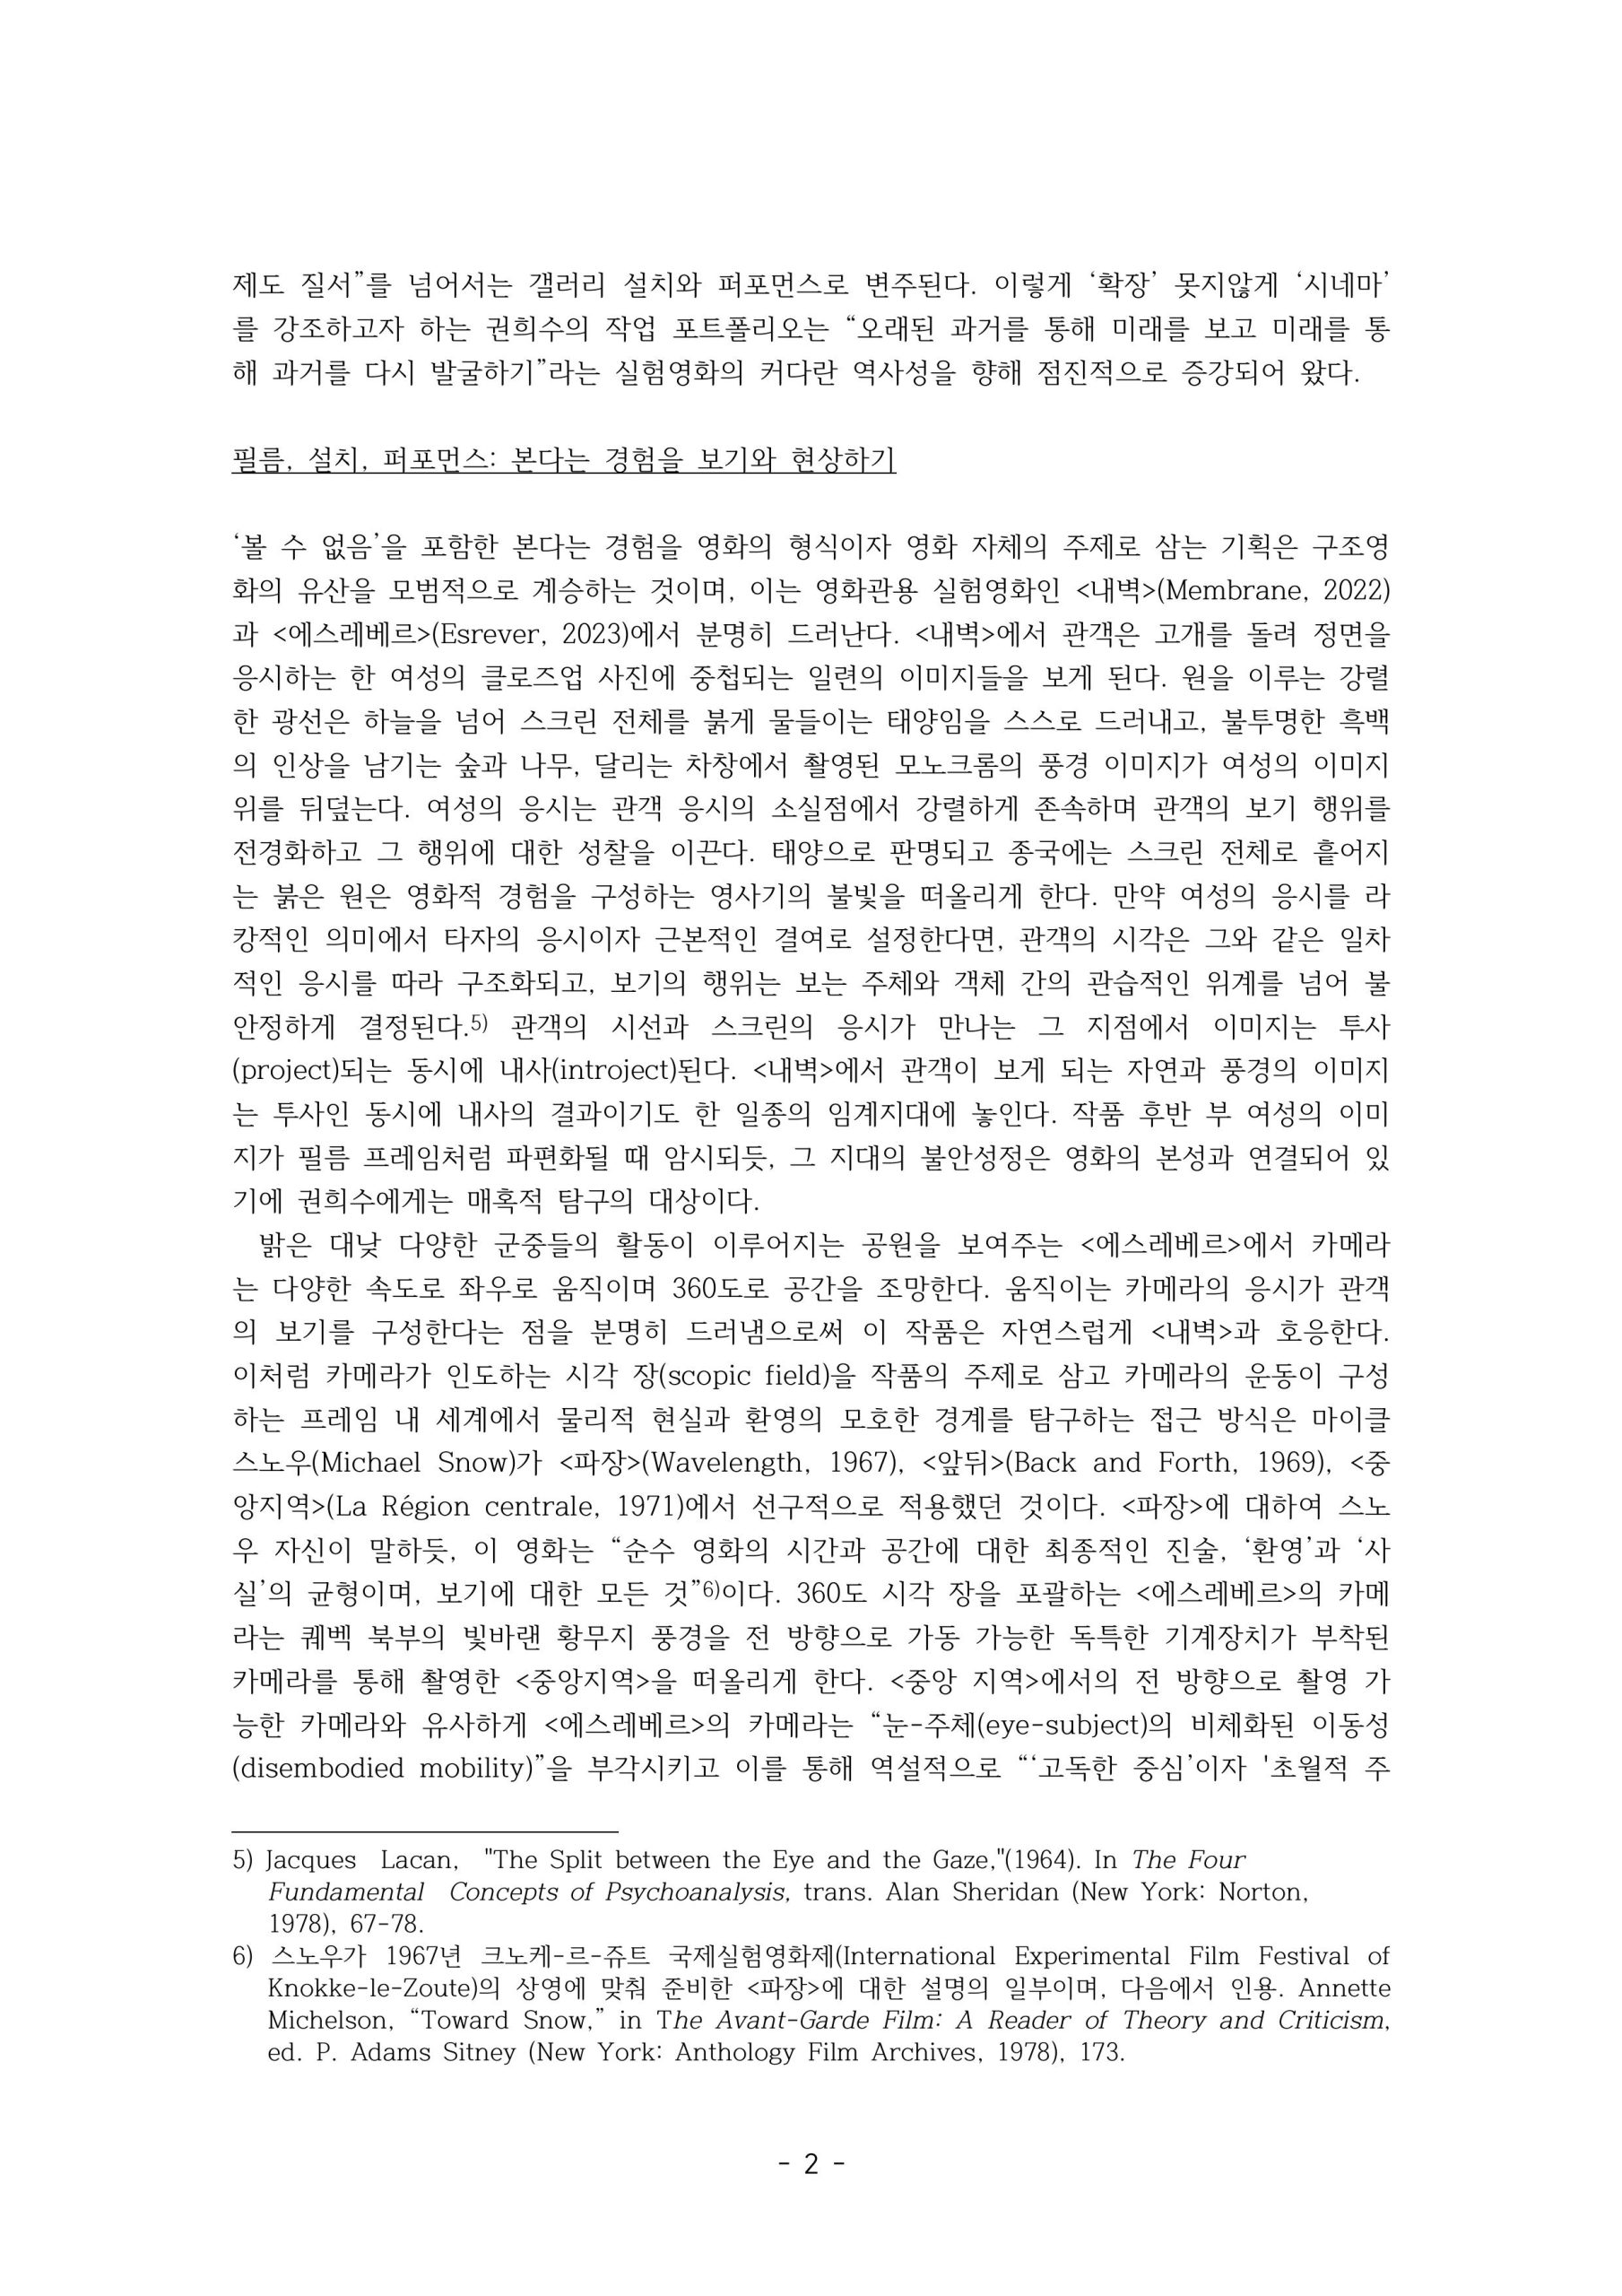 제도 질서”를 넘어서는 갤러리 설치와 퍼포먼스로 변주된다. 이렇게 ‘확장’ 못지않게 ‘시네마’
를 강조하고자 하는 권희수의 작업 포트폴리오는 “오래된 과거를 통해 미래를 보고 미래를 통
해 과거를 다시 발굴하기”라는 실험영화의 커다란 역사성을 향해 점진적으로 증강되어 왔다.
필름, 설치, 퍼포먼스: 본다는 경험을 보기와 현상하기
‘볼 수 없음’을 포함한 본다는 경험을 영화의 형식이자 영화 자체의 주제로 삼는 기획은 구조영
화의 유산을 모범적으로 계승하는 것이며, 이는 영화관용 실험영화인 <내벽>(Membrane, 2022)
과 <에스레베르>(Esrever, 2023)에서 분명히 드러난다. <내벽>에서 관객은 고개를 돌려 정면을
응시하는 한 여성의 클로즈업 사진에 중첩되는 일련의 이미지들을 보게 된다. 원을 이루는 강렬
한 광선은 하늘을 넘어 스크린 전체를 붉게 물들이는 태양임을 스스로 드러내고, 불투명한 흑백
의 인상을 남기는 숲과 나무, 달리는 차창에서 촬영된 모노크롬의 풍경 이미지가 여성의 이미지
위를 뒤덮는다. 여성의 응시는 관객 응시의 소실점에서 강렬하게 존속하며 관객의 보기 행위를
전경화하고 그 행위에 대한 성찰을 이끈다. 태양으로 판명되고 종국에는 스크린 전체로 흩어지
는 붉은 원은 영화적 경험을 구성하는 영사기의 불빛을 떠올리게 한다. 만약 여성의 응시를 라
캉적인 의미에서 타자의 응시이자 근본적인 결여로 설정한다면, 관객의 시각은 그와 같은 일차
적인 응시를 따라 구조화되고, 보기의 행위는 보는 주체와 객체 간의 관습적인 위계를 넘어 불
안정하게 결정된다.5) 관객의 시선과 스크린의 응시가 만나는 그 지점에서 이미지는 투사
(project)되는 동시에 내사(introject)된다. <내벽>에서 관객이 보게 되는 자연과 풍경의 이미지
는 투사인 동시에 내사의 결과이기도 한 일종의 임계지대에 놓인다. 작품 후반 부 여성의 이미
지가 필름 프레임처럼 파편화될 때 암시되듯, 그 지대의 불안성정은 영화의 본성과 연결되어 있
기에 권희수에게는 매혹적 탐구의 대상이다.
밝은 대낮 다양한 군중들의 활동이 이루어지는 공원을 보여주는 <에스레베르>에서 카메라
는 다양한 속도로 좌우로 움직이며 360도로 공간을 조망한다. 움직이는 카메라의 응시가 관객
의 보기를 구성한다는 점을 분명히 드러냄으로써 이 작품은 자연스럽게 <내벽>과 호응한다.
이처럼 카메라가 인도하는 시각 장(scopic field)을 작품의 주제로 삼고 카메라의 운동이 구성
하는 프레임 내 세계에서 물리적 현실과 환영의 모호한 경계를 탐구하는 접근 방식은 마이클
스노우(Michael Snow)가 <파장>(Wavelength, 1967), <앞뒤>(Back and Forth, 1969), <중
앙지역>(La Région centrale, 1971)에서 선구적으로 적용했던 것이다. <파장>에 대하여 스노
우 자신이 말하듯, 이 영화는 “순수 영화의 시간과 공간에 대한 최종적인 진술, ‘환영’과 ‘사
실’의 균형이며, 보기에 대한 모든 것”6)이다. 360도 시각 장을 포괄하는 <에스레베르>의 카메
라는 퀘벡 북부의 빛바랜 황무지 풍경을 전 방향으로 가동 가능한 독특한 기계장치가 부착된
카메라를 통해 촬영한 <중앙지역>을 떠올리게 한다. <중앙 지역>에서의 전 방향으로 촬영 가
능한 카메라와 유사하게 <에스레베르>의 카메라는 “눈-주체(eye-subject)의 비체화된 이동성
(disembodied mobility)”을 부각시키고 이를 통해 역설적으로 “‘고독한 중심’이자 '초월적 주
5) Jacques Lacan, "The Split between the Eye and the Gaze,"(1964). In The Four
Fundamental Concepts of Psychoanalysis, trans. Alan Sheridan (New York: Norton,
1978), 67-78.
6) 스노우가 1967년 크노케-르-쥬트 국제실험영화제(International Experimental Film Festival of
Knokke-le-Zoute)의 상영에 맞춰 준비한 <파장>에 대한 설명의 일부이며, 다음에서 인용. Annette
Michelson, “Toward Snow,” in The Avant-Garde Film: A Reader of Theory and Criticism,
ed. P. Adams Sitney (New York: Anthology Film Archives, 1978), 173.
- 2 -